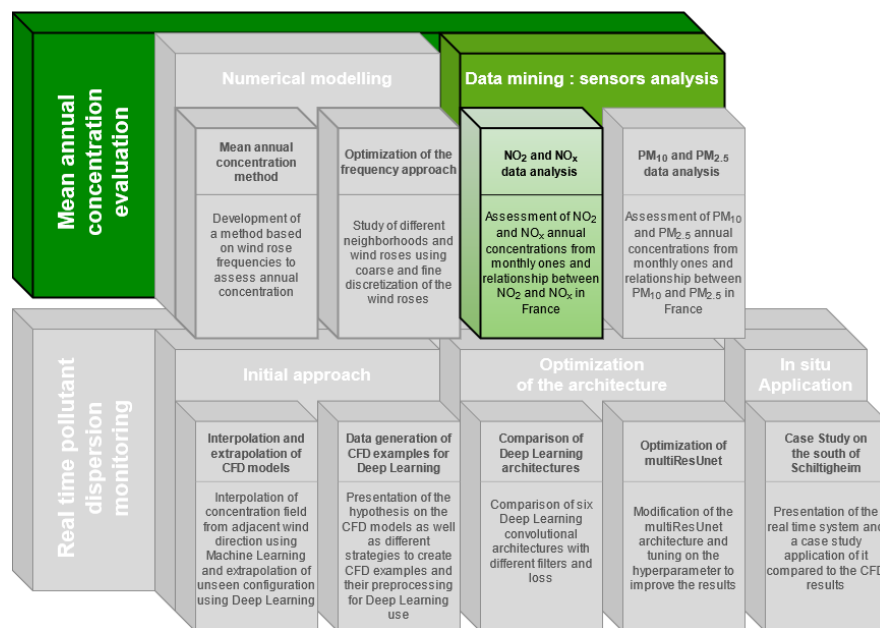 Mean annual
concentration
evaluation
Numerical modelling
Data mining : sensors analysis
Mean annual
concentration
method
Development of
a method based
on wind rose
frequencies to
assess annual
concentration
Optimization of the
frequency approach
Study of different
neighborhoods and
wind roses using
coarse and fine
discretization of the
wind roses
NO₂ and NOₓ
data analysis
Assessment of NO₂
and NOₓ annual
concentrations from
monthly ones and
relationship between
NO₂ and NOₓ in
France
PM₁₀ and PM₂.₅
data analysis
Assessment of PM₁₀
and PM₂.₅ annual
concentrations from
monthly ones and
relationship between
PM₁₀ and PM₂.₅ in
France
Real time pollutant
dispersion
monitoring
Initial approach
Optimization
of the architecture
In situ
Application
Interpolation and
extrapolation of
CFD models
Interpolation of
concentration field
from adjacent wind
direction using
Machine Learning and
extrapolation of
unseen configuration
using Deep Learning
Data generation of
CFD examples for
Deep Learning
Presentation of the
hypothesis on the
CFD models as well
as different
strategies to create
CFD examples and
their preprocessing
for Deep Learning
use
Comparison of
Deep Learning
architectures
Comparison of six
Deep Learning
convolutional
architectures with
different filters and
loss
Optimization of
multiResUnet
Modification of the
multiResUnet
architecture and
tuning on the
hyperparameter to
improve the results
Case Study on
the south of
Schiltigheim
Presentation of the
real time system and
a case study
application of it
compared to the CFD
results